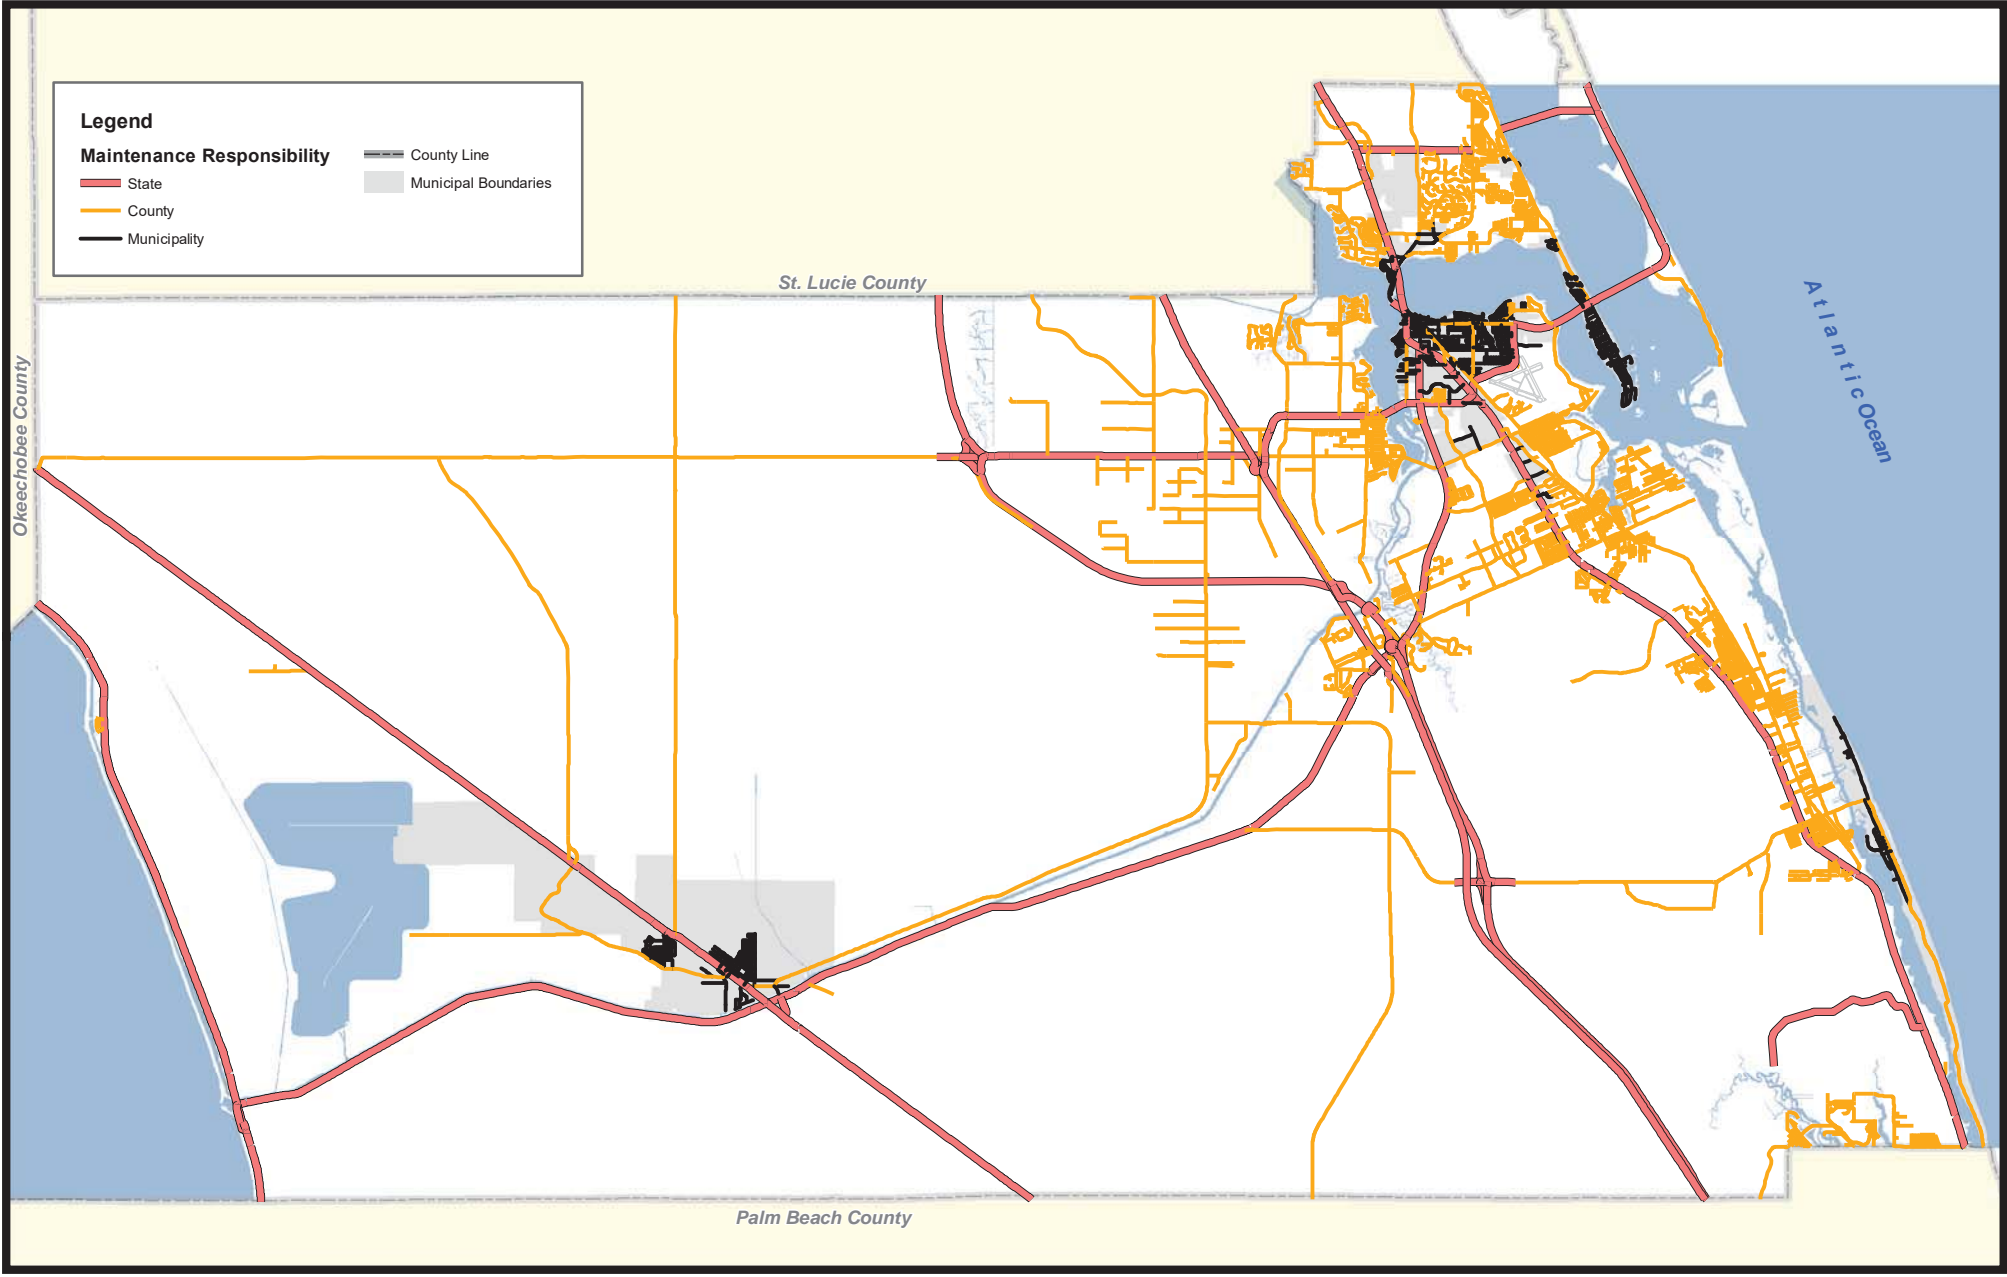 Legend
Maintenance Responsibility
State
County
Municipality
County Line
Municipal Boundaries
St. Lucie County
Okeechobee County
Atlantic Ocean
Palm Beach County